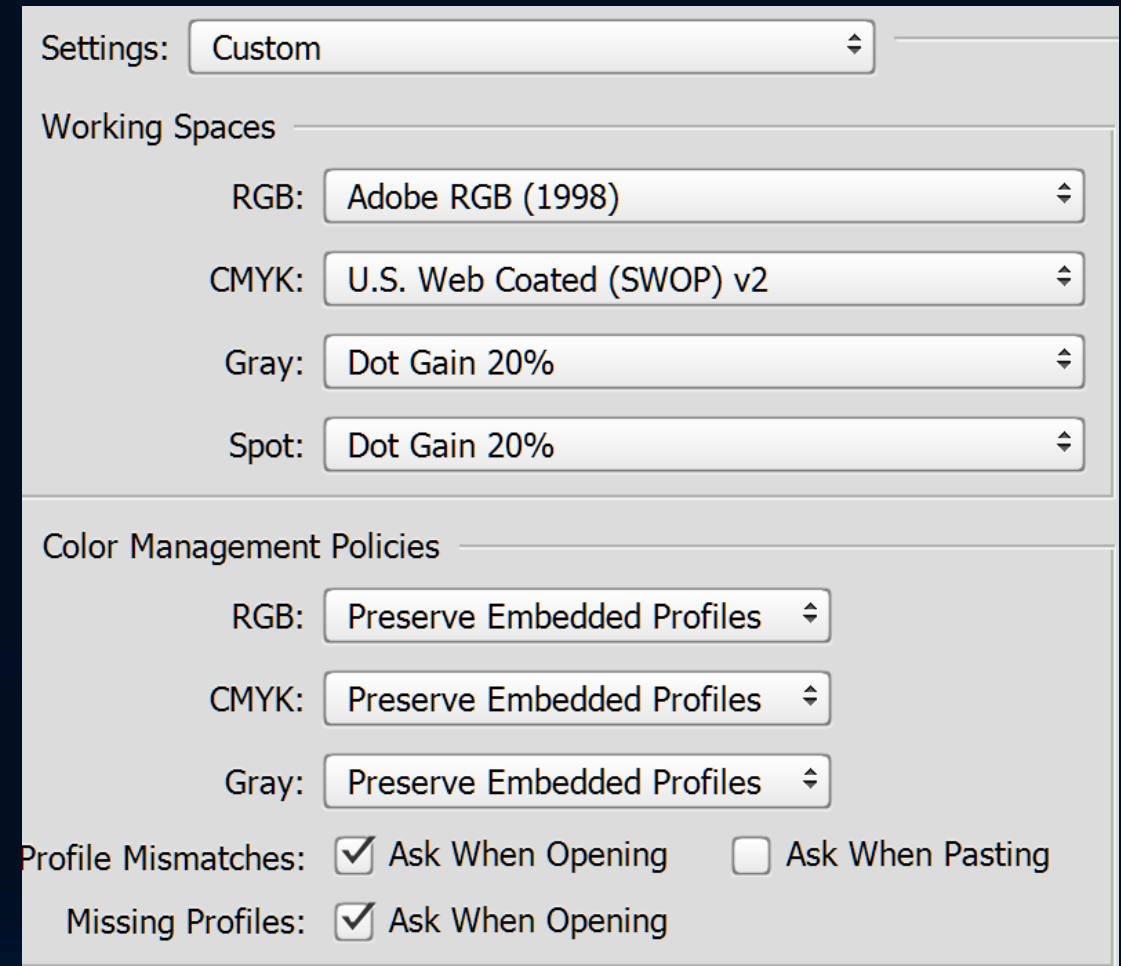 Settings: Custom
Working Spaces
RGB: Adobe RGB (1998)
CMYK: U.S. Web Coated (SWOP) v2
Gray: Dot Gain 20%
Spot: Dot Gain 20%
Color Management Policies
RGB: Preserve Embedded Profiles
CMYK: Preserve Embedded Profiles
Gray: Preserve Embedded Profiles
Profile Mismatches: Ask When Opening Ask When Pasting
Missing Profiles: Ask When Opening